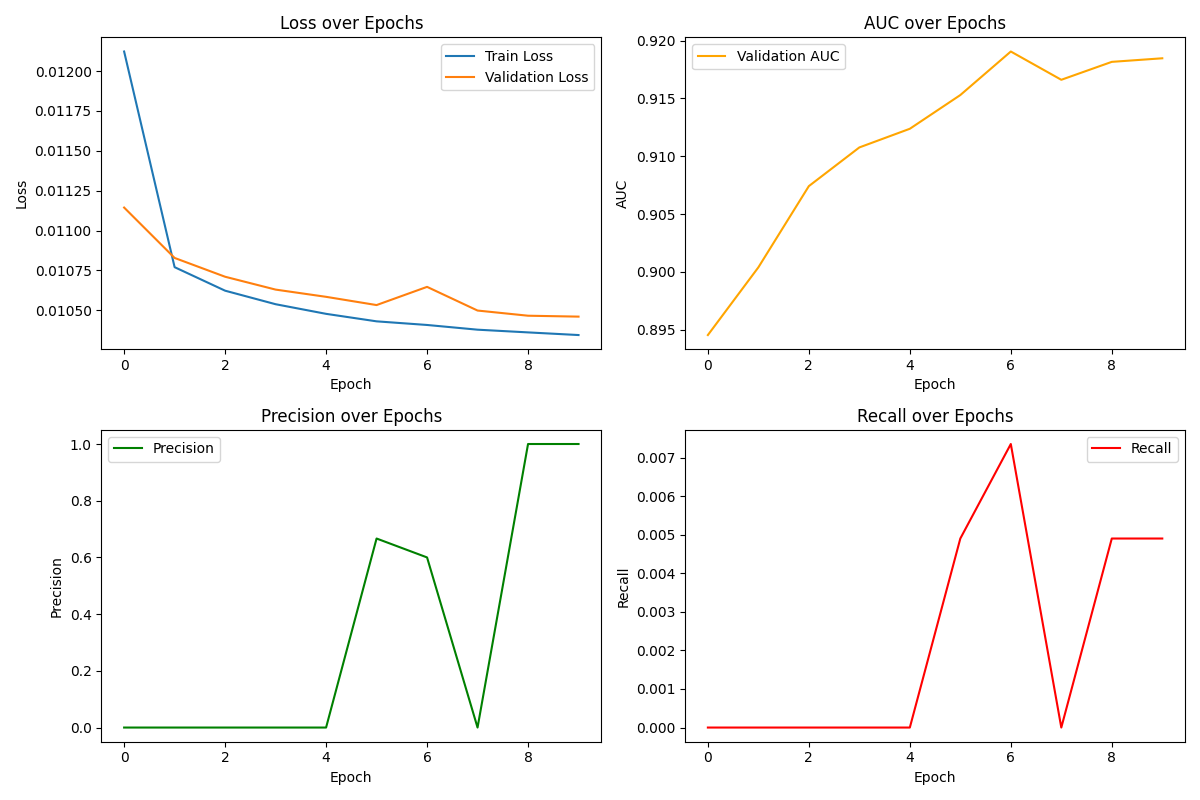 Loss over Epochs
Train Loss
Validation Loss
0.01200
0.01175
0.01150
0.01125
0.01100
0.01075
0.01050
Loss
0 2 4 6 8
Epoch
AUC over Epochs
Validation AUC
0.920
0.915
0.910
0.905
0.900
0.895
AUC
0 2 4 6 8
Epoch
Precision over Epochs
Precision
1.0
0.8
0.6
0.4
0.2
0.0
Precision
0 2 4 6 8
Epoch
Recall over Epochs
Recall
0.007
0.006
0.005
0.004
0.003
0.002
0.001
0.000
Recall
0 2 4 6 8
Epoch